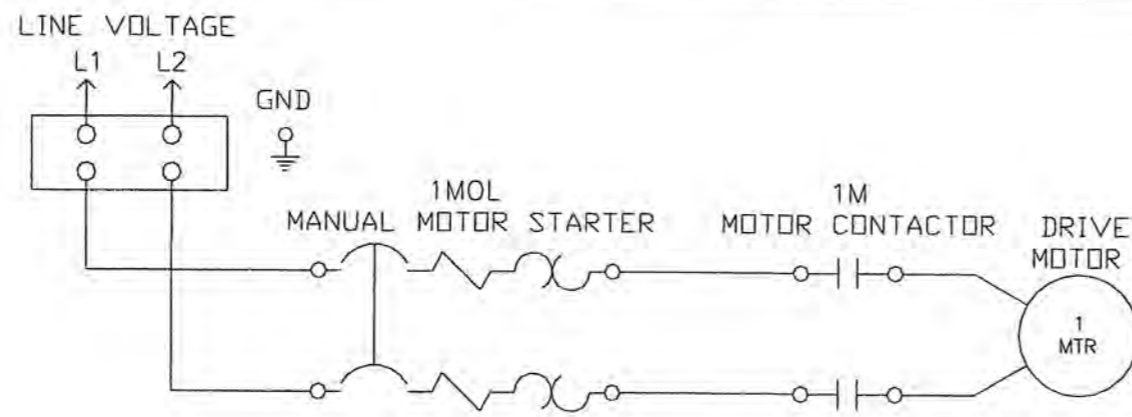 LINE VOLTAGE
L1 L2
GND
1MOL
MANUAL MOTOR STARTER
1M
MOTOR CONTACTOR
DRIVE
MOTOR
1
MTR